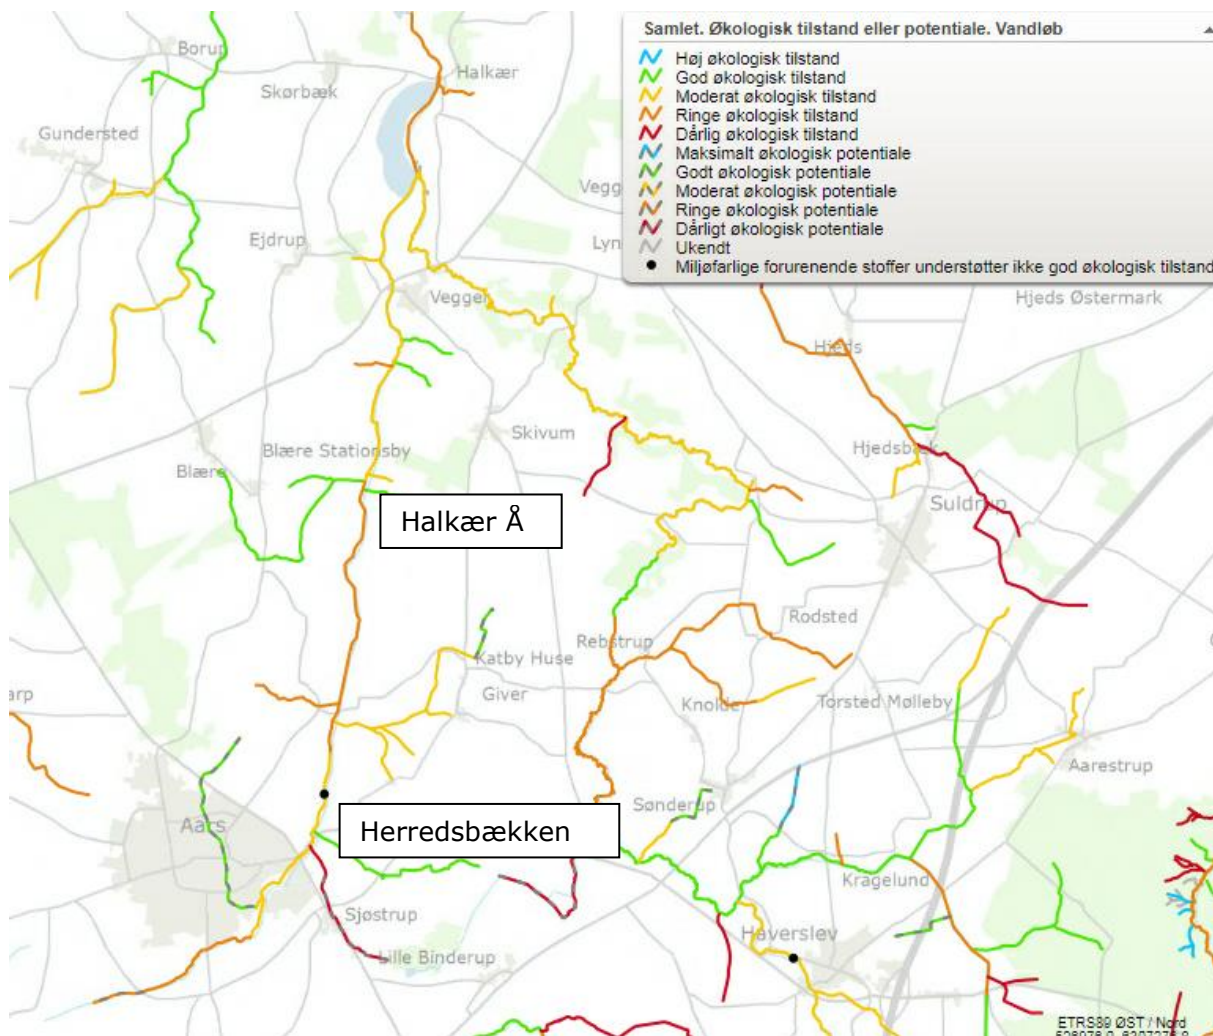 Samlet. Økologisk tilstand eller potentiale. Vandløb
Høj økologisk tilstand
God økologisk tilstand
Moderat økologisk tilstand
Ringe økologisk tilstand
Dårlig økologisk tilstand
Maksimalt økologisk potentiale
Godt økologisk potentiale
Moderat økologisk potentiale
Ringe økologisk potentiale
Dårligt økologisk potentiale
Ukendt
Miljøfarlige forurenende stoffer understøtter ikke god økologisk tilstand
Borup
Halkær
Skørbæk
Gundersted
Vegg
Ejdrup
Lyn
Vegger
Hjeds Østermark
Hjeds
Skivum
Blære Stationsby
Hjedsbæk
Blære
Suldrup
Halkær Å
Rodsted
Rebstrup
Katby Huse
Giver
arp
Knolde
Torsted Mølleby
Aarestrup
Sønderup
Aars
Herredsbækken
Kragelund
Sjøstrup
Haverslev
Lille Binderup
ETRS89 ØST / Nord